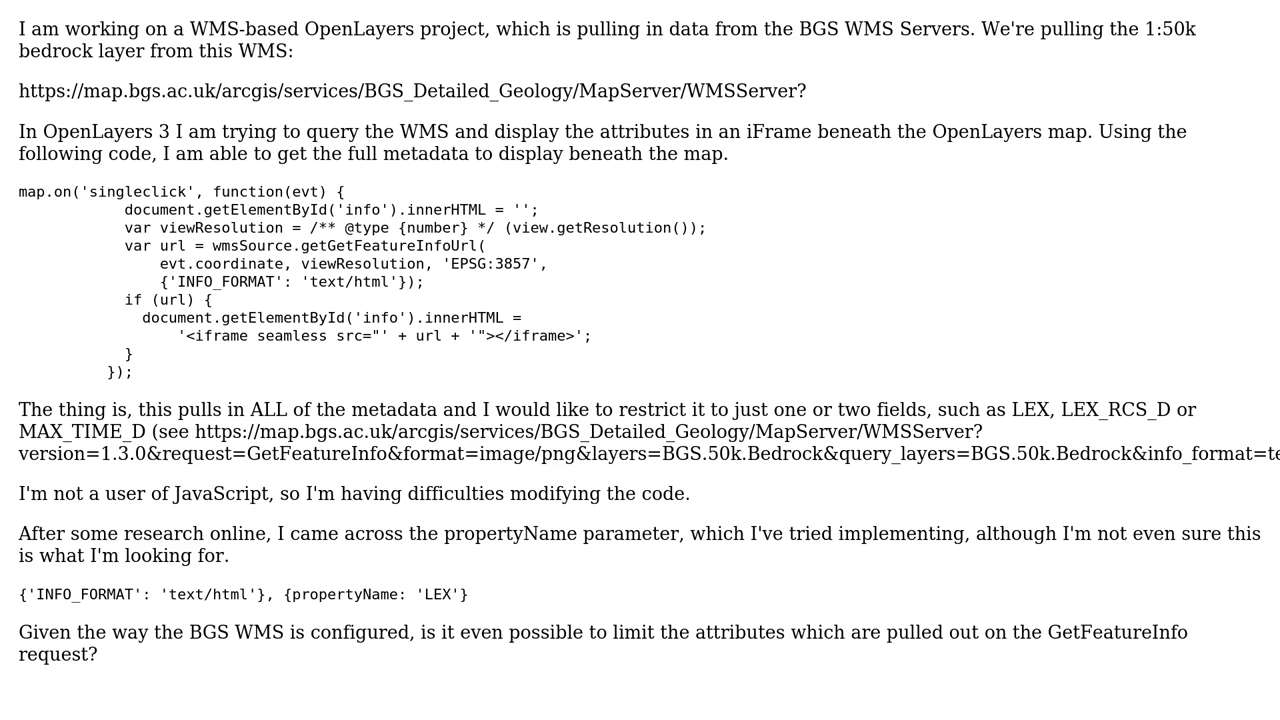 I am working on a WMS-based OpenLayers project, which is pulling in data from the BGS WMS Servers. We're pulling the 1:50k
bedrock layer from this WMS:
https://map.bgs.ac.uk/arcgis/services/BGS_Detailed_Geology/MapServer/WMSServer?
In OpenLayers 3 I am trying to query the WMS and display the attributes in an iFrame beneath the OpenLayers map. Using the
following code, I am able to get the full metadata to display beneath the map.
map.on('singleclick', function(evt) {
            document.getElementById('info').innerHTML = '';
            var viewResolution = /** @type {number} */ (view.getResolution());
            var url = wmsSource.getGetFeatureInfoUrl(
                evt.coordinate, viewResolution, 'EPSG:3857',
                {'INFO_FORMAT': 'text/html'});
            if (url) {
              document.getElementById('info').innerHTML =
                  '<iframe seamless src="' + url + '"></iframe>';
            }
          });
The thing is, this pulls in ALL of the metadata and I would like to restrict it to just one or two fields, such as LEX, LEX_RCS_D or
MAX_TIME_D (see https://map.bgs.ac.uk/arcgis/services/BGS_Detailed_Geology/MapServer/WMSServer?
version=1.3.0&request=GetFeatureInfo&format=image/png&layers=BGS.50k.Bedrock&query_layers=BGS.50k.Bedrock&info_format=te
I'm not a user of JavaScript, so I'm having difficulties modifying the code.
After some research online, I came across the propertyName parameter, which I've tried implementing, although I'm not even sure this
is what I'm looking for.
{'INFO_FORMAT': 'text/html'}, {propertyName: 'LEX'}
Given the way the BGS WMS is configured, is it even possible to limit the attributes which are pulled out on the GetFeatureInfo
request?